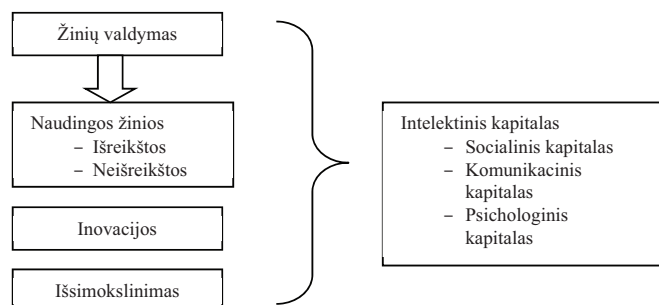 Žinių valdymas
Naudingos žinios
– Išreikštos
– Neišreikštos
Inovacijos
Išsimokslinimas
Intelektinis kapitalas
– Socialinis kapitalas
– Komunikacinis
kapitalas
– Psichologinis
kapitalas